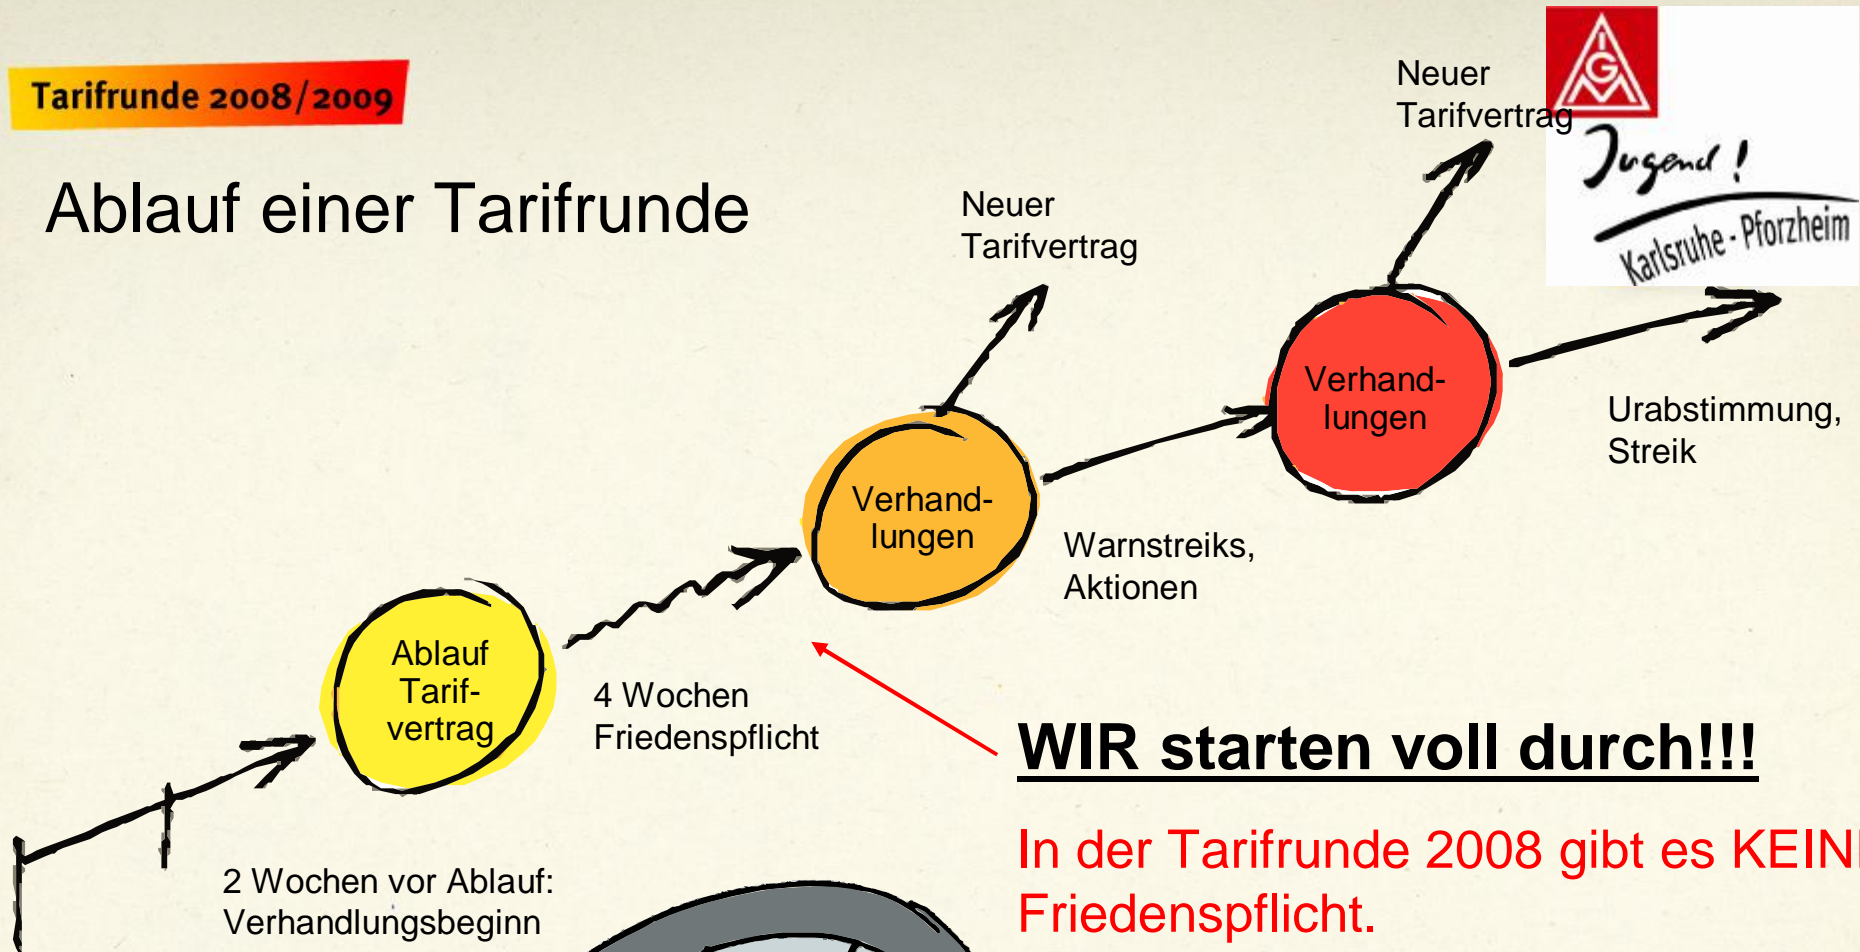 Tarifrunde 2008/2009
Ablauf einer Tarifrunde
Neuer
Tarifvertrag
IGM
Jugend!
Karlsruhe - Pforzheim
Neuer
Tarifvertrag
Verhand-
lungen
Urabstimmung,
Streik
Verhand-
lungen
Warnstreiks,
Aktionen
Ablauf
Tarif-
vertrag
4 Wochen
Friedenspflicht
WIR starten voll durch!!!
In der Tarifrunde 2008 gibt es KEIN
Friedenspflicht.
2 Wochen vor Ablauf:
Verhandlungsbeginn